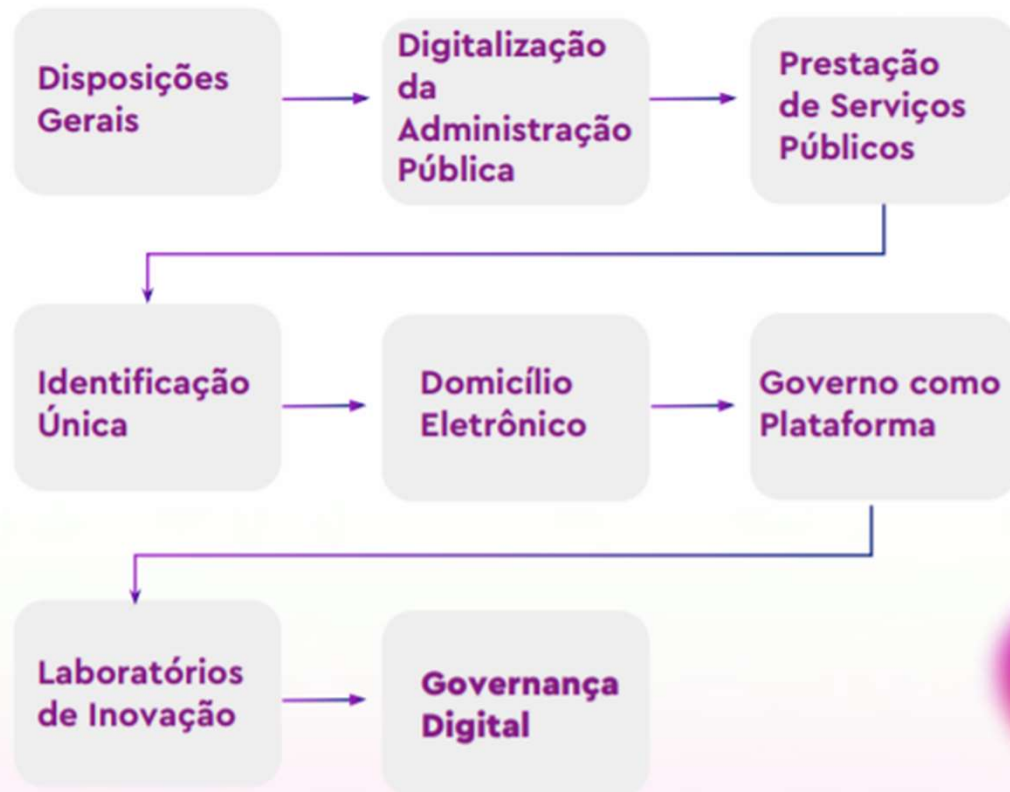 Disposições
Gerais
Digitalização
da
Administração
Pública
Prestação
de Serviços
Públicos
Identificação
Única
Domicílio
Eletrônico
Governo como
Plataforma
Laboratórios
de Inovação
Governança
Digital